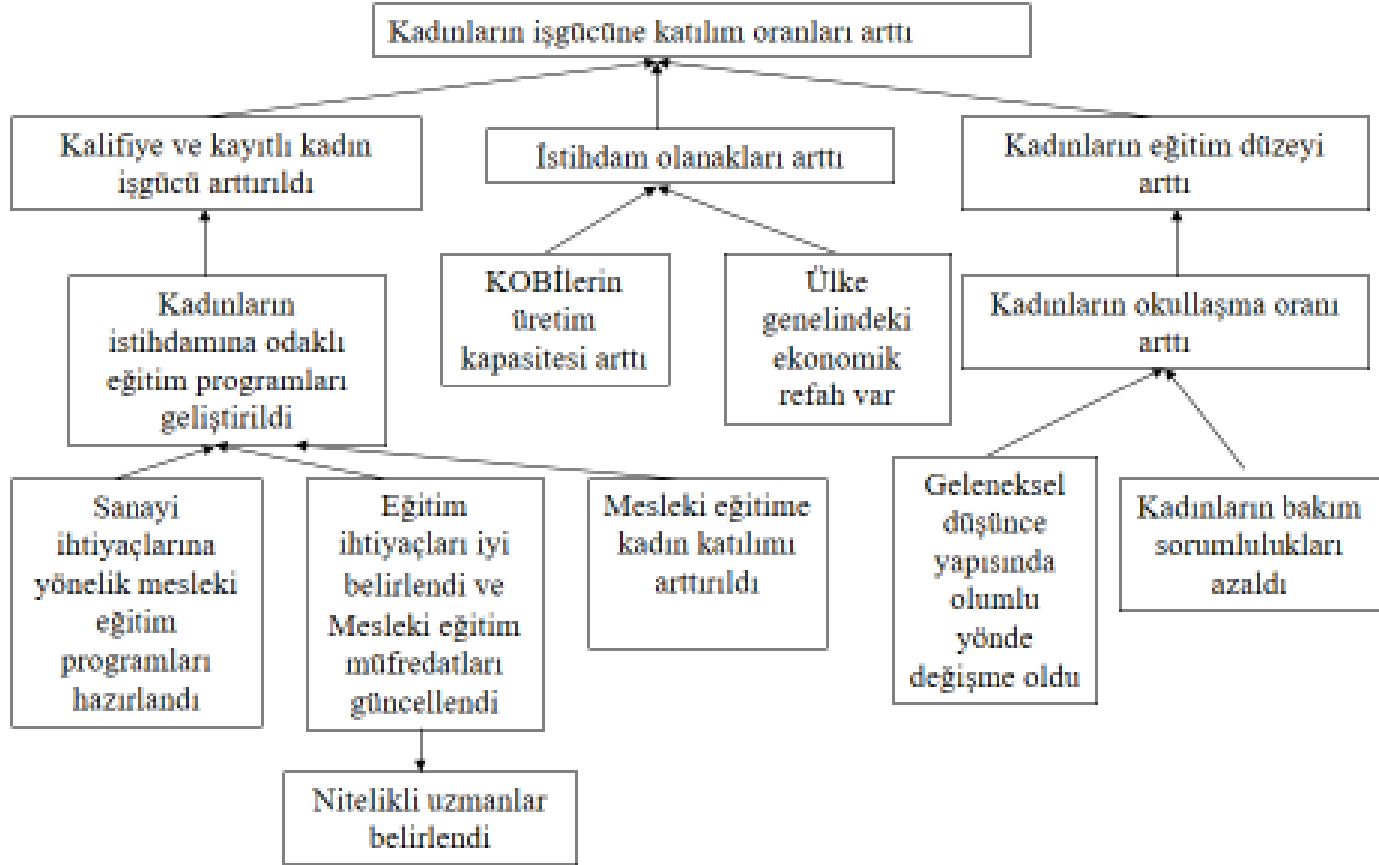 Kadınların işgücüne katılım oranları arttı
Kalifiye ve kayıtlı kadın
işgücü arttırıldı
İstihdam olanakları arttı
Kadınların eğitim düzeyi
arttı
Kadınların
istihdamına odaklı
eğitim programları
geliştirildi
KOBİlerin
üretim
kapasitesi arttı
Ülke
genelindeki
ekonomik
refah var
Kadınların okullaşma oranı
arttı
Sanayi
ihtiyaçlarına
yönelik mesleki
eğitim
programları
hazırlandı
Eğitim
ihtiyaçları iyi
belirlendi ve
Mesleki eğitim
müfredatları
güncellendi
Mesleki eğitime
kadın katılımı
arttırıldı
Geleneksel
düşünce
yapısında
olumlu
yönde
değişme oldu
Kadınların bakım
sorumlulukları
azaldı
Nitelikli uzmanlar
belirlendi